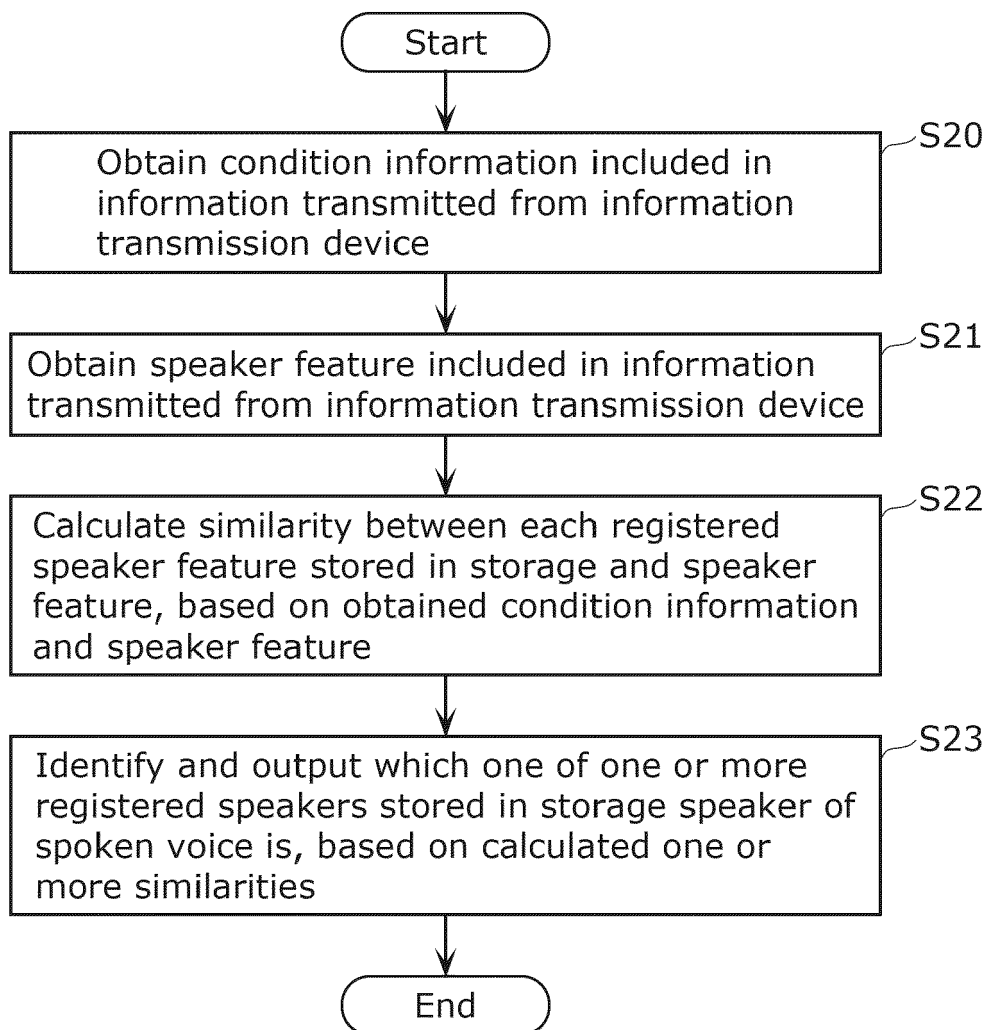 Start
S20
Obtain condition information included in
information transmitted from information
transmission device
S21
Obtain speaker feature included in information
transmitted from information transmission device
S22
Calculate similarity between each registered
speaker feature stored in storage and speaker
feature, based on obtained condition information
and speaker feature
S23
Identify and output which one of one or more
registered speakers stored in storage speaker of
spoken voice is, based on calculated one or
more similarities
End